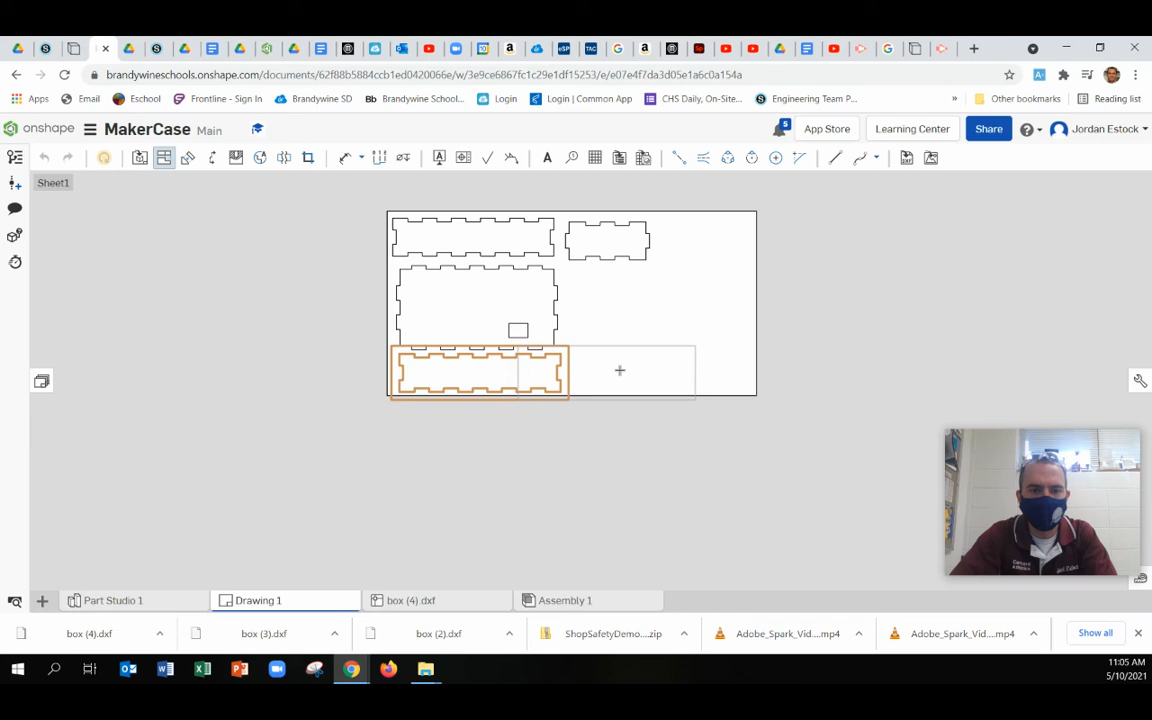 brandywineschools.onshape.com/documents/62f88b5884ccb1ed0420066e/w/3e9ce6867fc1c29e1df15253/e/e07e4f7da3d05e1a6c0a154a
Apps Email Eschool Frontline - Sign In Brandywine SD Bb Brandywine School... Login Login | Common App CHS Daily, On-Site... Engineering Team P... » Other bookmarks Reading list
onshape MakerCase Main 5 App Store Learning Center Share Jordan Estock
Sheet1
Part Studio 1 Drawing 1 box (4).dxf Assembly 1
box (4).dxf box (3).dxf box (2).dxf ShopSafetyDemo....zip Adobe_Spark_Vid....mp4 Adobe_Spark_Vid....mp4 Show all
11:05 AM
5/10/2021